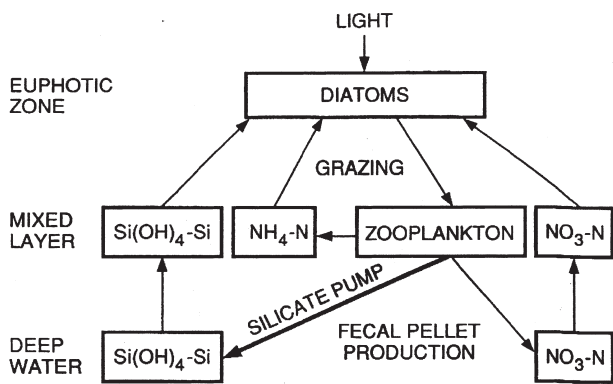 LIGHT
EUPHOTIC
ZONE
DIATOMS
GRAZING
MIXED
LAYER
Si(OH)4-Si
NH4-N
ZOOPLANKTON
NO3-N
SILICATE PUMP
FECAL PELLET
PRODUCTION
DEEP
WATER
Si(OH)4-Si
NO3-N